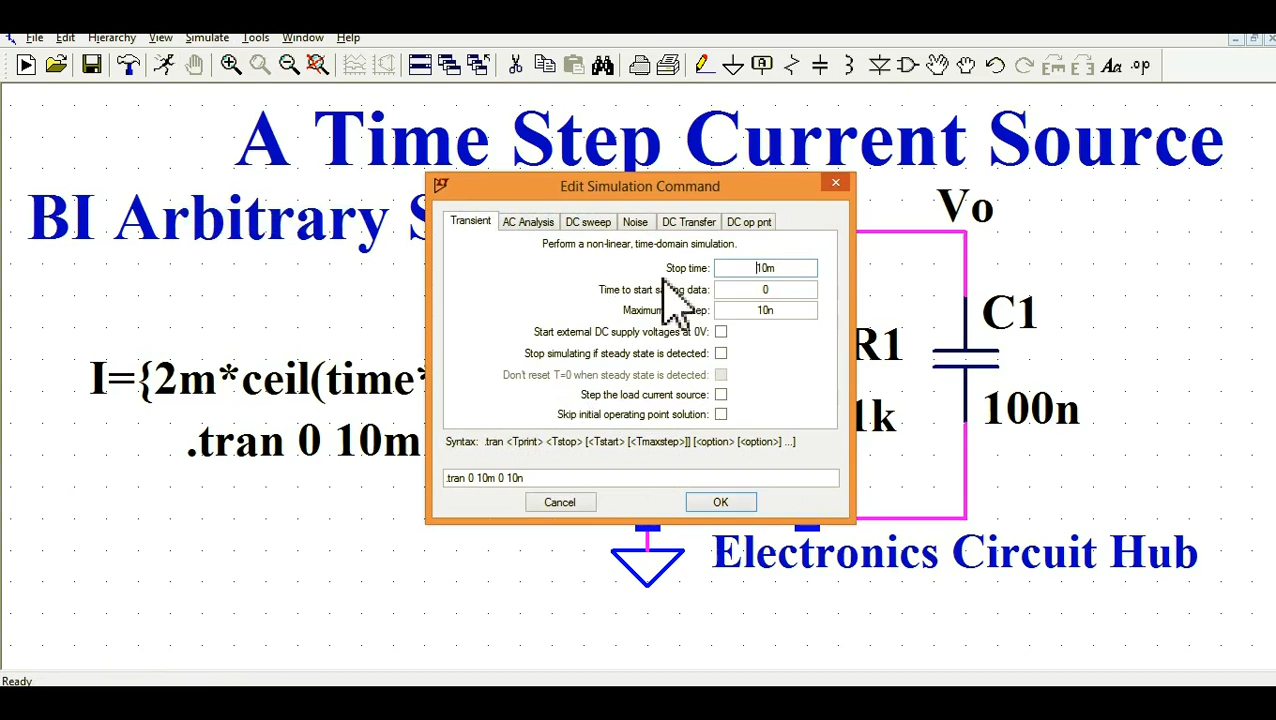 File Edit Hierarchy View Simulate Tools Window Help
Aa .op
A Time Step Current Source
BI Arbitrary S
Vo
Edit Simulation Command
Transient AC Analysis DC sweep Noise DC Transfer DC op pnt
Perform a non-linear, time-domain simulation.
Stop time: 10m
Time to start saving data: 0
Maximum 10n
Start external DC supply voltages at 0V:
Stop simulating if steady state is detected:
Don't reset T=0 when steady state is detected:
Step the load current source:
Skip initial operating point solution:
Syntax: .tran <Tprint> <Tstop> [<Tstart> [<Tmaxstep>]] [<option> [<option>] ...]
.tran 0 10m 0 10n
Cancel OK
I={2m*ceil(time*
.tran 0 10m
R1
1k
C1
100n
Electronics Circuit Hub
Ready